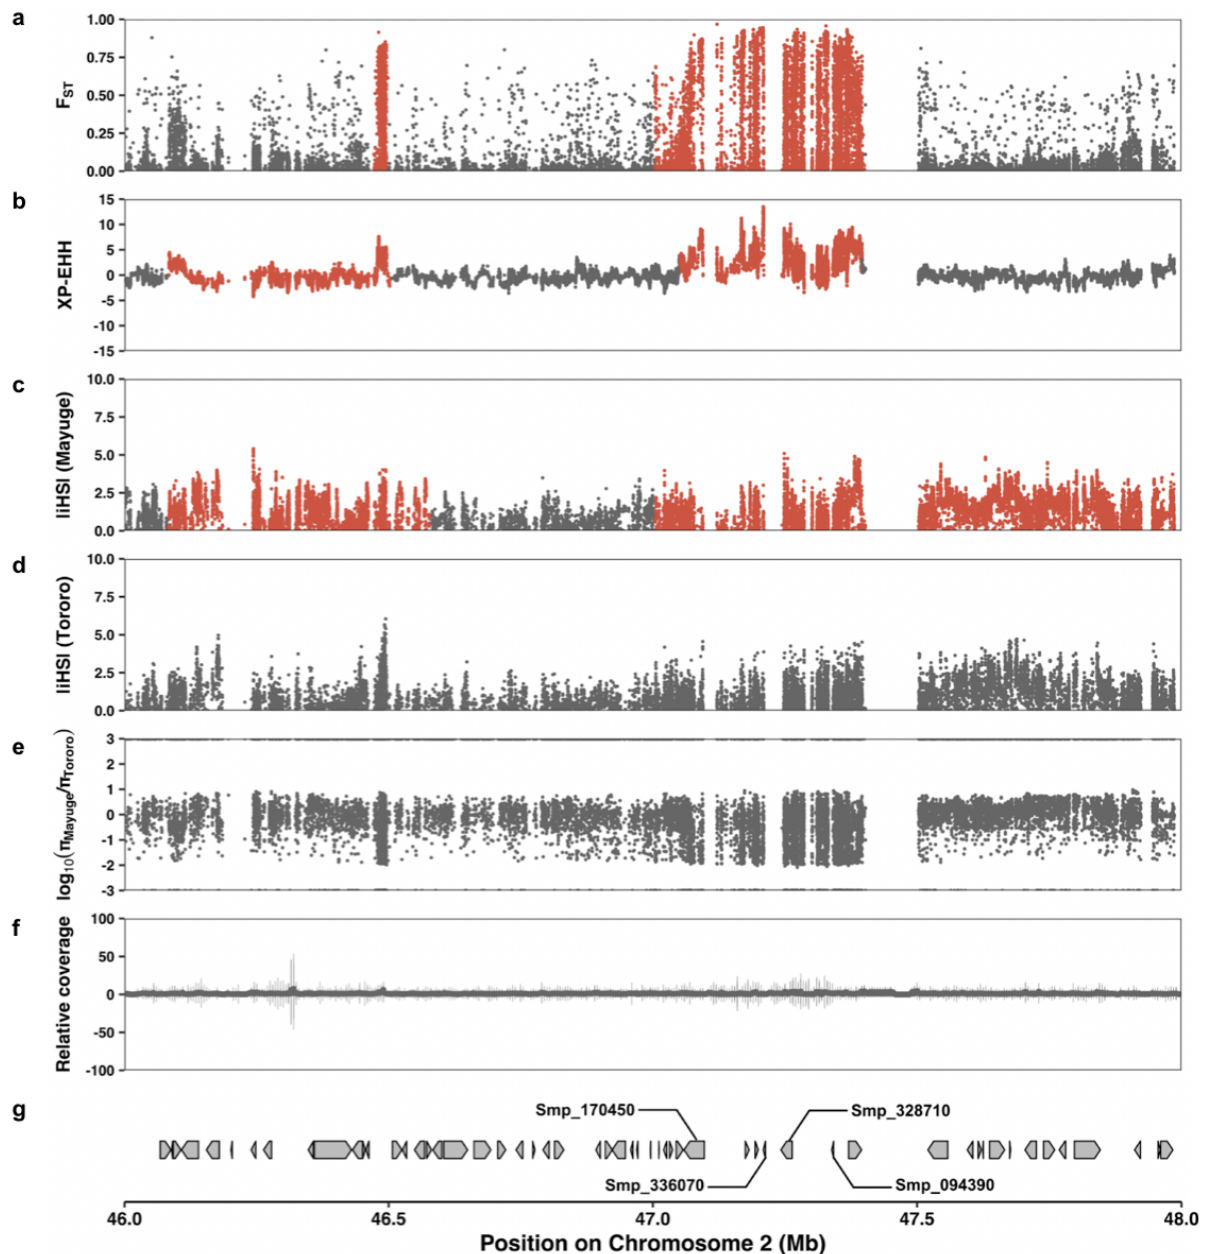 a
F_ST
1.00
0.75
0.50
0.25
0.00
b
XP-EHH
15
10
5
0
-5
-10
-15
c
IiHSI (Mayuge)
10.0
7.5
5.0
2.5
0.0
d
IiHSI (Tororo)
10.0
7.5
5.0
2.5
0.0
e
log10(πMayuge/πTororo)
3
2
1
0
-1
-2
-3
f
Relative coverage
100
50
0
-50
-100
g
Smp_170450
Smp_328710
Smp_336070
Smp_094390
46.0 46.5 47.0 47.5 48.0
Position on Chromosome 2 (Mb)